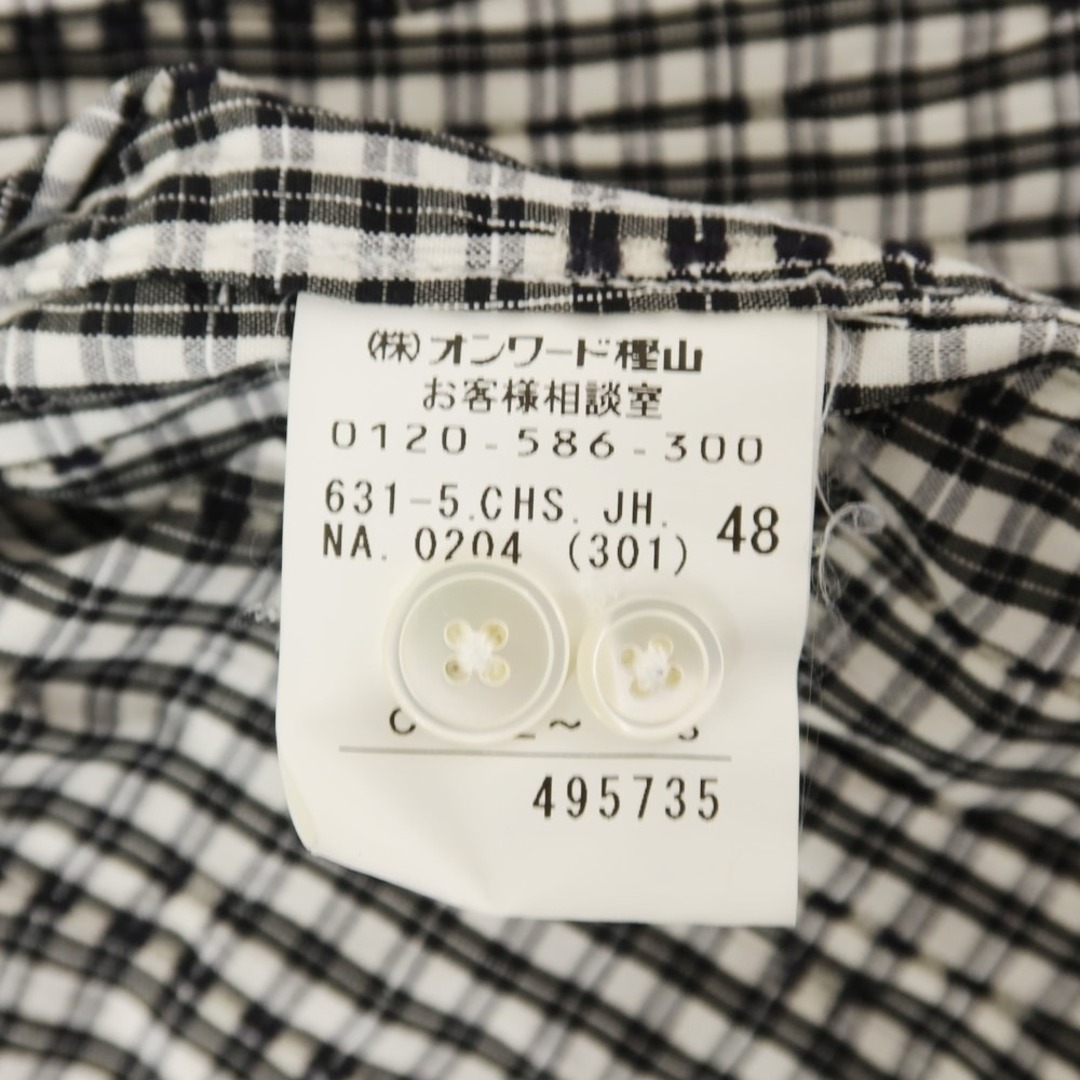 (株)オンワード樫山
お客様相談室
0120-586-300
631-5.CHS. JH. 48
NA. 0204 (301)
495735